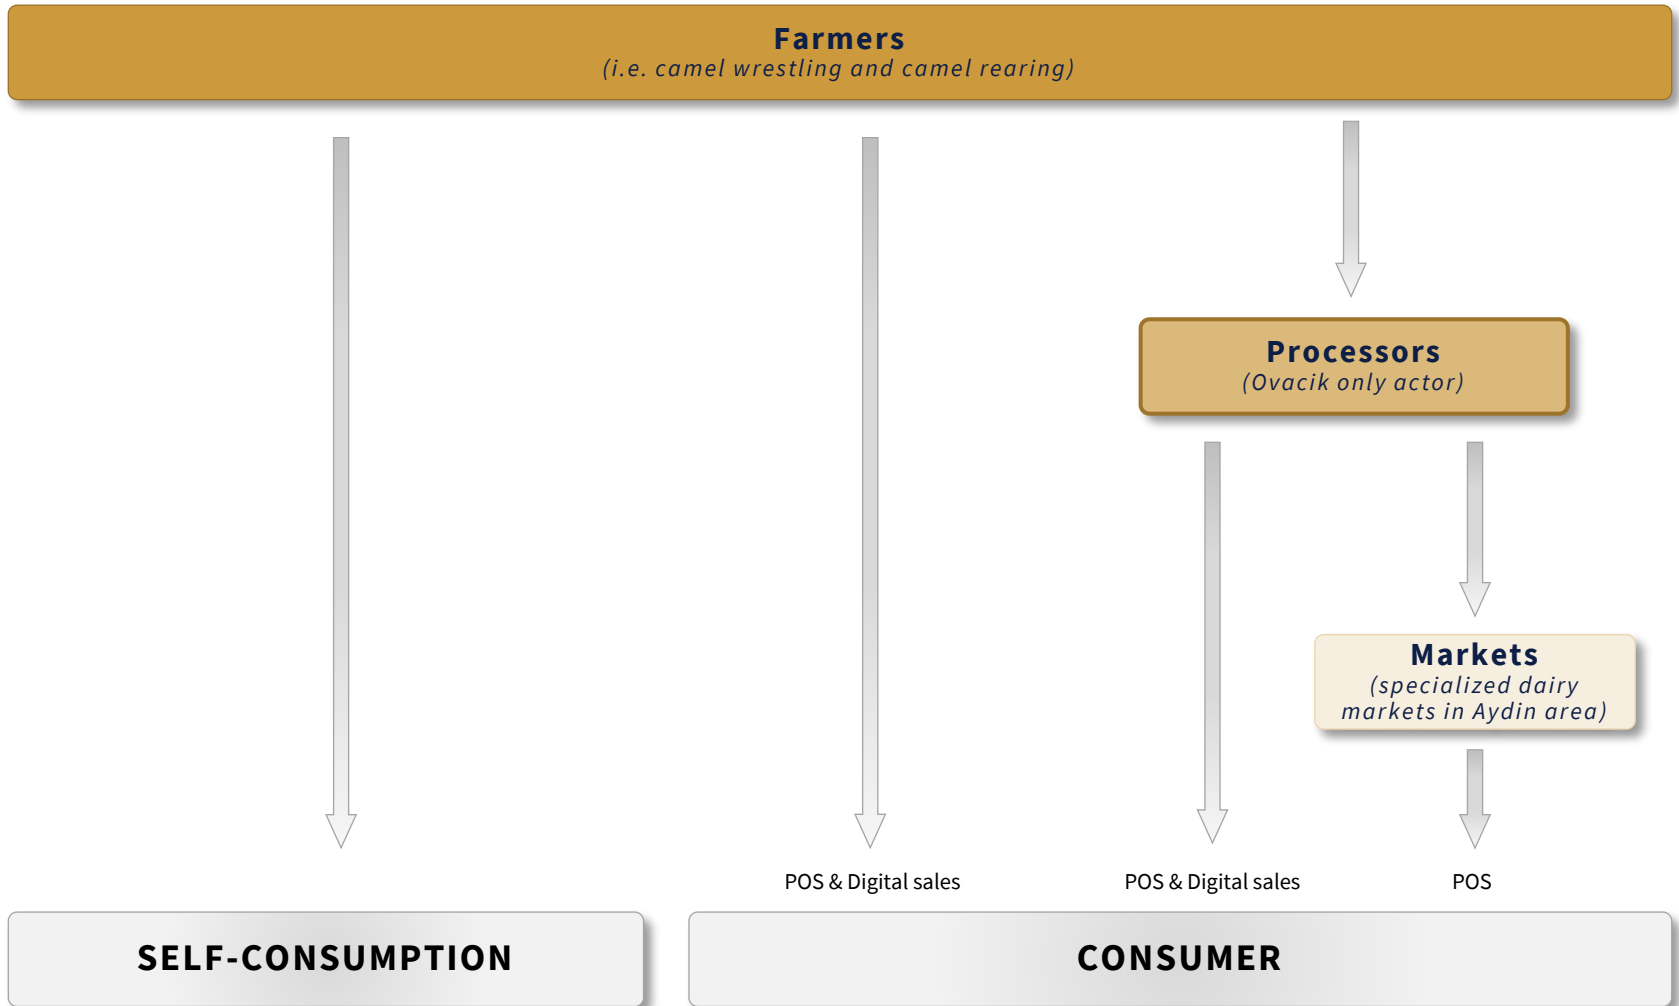 Farmers
(i.e. camel wrestling and camel rearing)
Processors
(Ovacik only actor)
Markets
(specialized dairy
markets in Aydin area)
POS & Digital sales
POS & Digital sales
POS
SELF-CONSUMPTION
CONSUMER